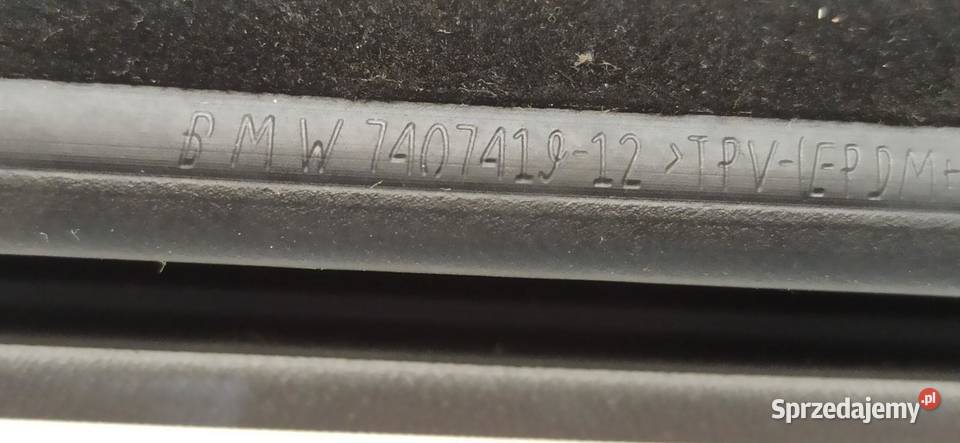 BMW 7407419-12 >TPV-(EPDM+
Sprzedajemy.pl